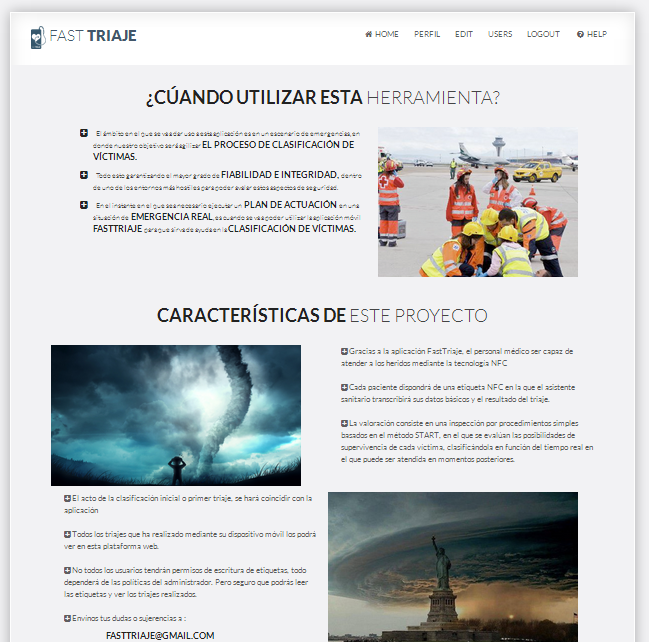 FAST TRIAJE
HOME PERFIL EDIT USERS LOGOUT HELP
¿CÚANDO UTILIZAR ESTA HERRAMIENTA?
El ámbito en el que se va a dar uso a esta aplicación es en un escenario de emergencias, en
donde nuestro objetivo será agilizar EL PROCESO DE CLASIFICACIÓN DE
VÍCTIMAS.
Todo esto garantizando el mayor grado de FIABILIDAD E INTEGRIDAD, dentro
de uno de los entornos más hostiles para poder avalar estos aspectos de seguridad.
En el instante en el que sea necesario ejecutar un PLAN DE ACTUACIÓN en una
situación de EMERGENCIA REAL, es cuando se va a poder utilizar la aplicación móvil
FASTTRIAJE para que sirva de ayuda en la CLASIFICACIÓN DE VÍCTIMAS.
CARACTERÍSTICAS DE ESTE PROYECTO
Gracias a la aplicación FastTriaje, el personal médico ser capaz de
atender a los heridos mediante la tecnología NFC
Cada paciente dispondrá de una etiqueta NFC en la que el asistente
sanitario transcribirá sus datos básicos y el resultado del triaje.
La valoración consiste en una inspección por procedimientos simples
basados en el método START, en el que se evalúan las posibilidades de
supervivencia de cada víctima, clasificándola en función del tiempo real en
el que puede ser atendida en momentos posteriores.
El acto de la clasificación inicial o primer triaje, se hará coincidir con la
aplicación
Todos los triajes que ha realizado mediante su dispositivo móvil los podrá
ver en esta plataforma web.
No todos los usuarios tendrán permisos de escritura de etiquetas, todo
dependerá de las políticas del administrador. Pero seguro que podrás leer
las etiquetas y ver los triajes realizados.
Envinos tus dudas o sujerencias a :
FASTTRIAJE@GMAIL.COM